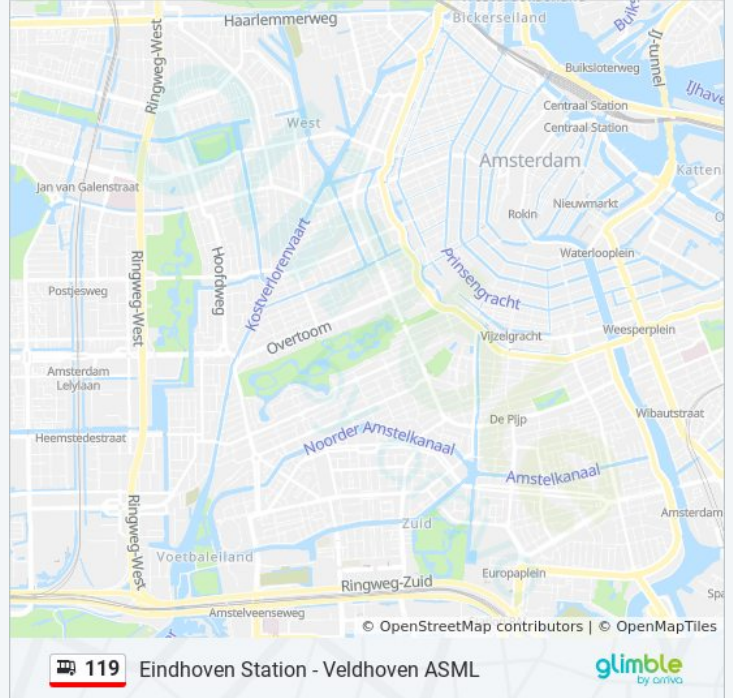 Haarlemmerweg
Bickerseiland
Buiksloterweg
IJ-tunnel
Ringweg-West
Centraal Station
West
Centraal Station
Amsterdam
Jan van Galenstraat
Nieuwmarkt
Rokin
Waterlooplein
Kostverlorenvaart
Hoofdweg
Prinsengracht
Ringweg-West
Postjesweg
Overtoom
Vijzelgracht
Weesperplein
Amsterdam
Lelylaan
De Pijp
Wibautstraat
Heemstedestraat
Noorder Amstelkanaal
Amstelkanaal
Ringweg-West
Amsterdam
Zuid
Voetbaleiland
Europaplein
Ringweg-Zuid
Amstelveenseweg
© OpenStreetMap contributors | © OpenMapTiles
119 Eindhoven Station - Veldhoven ASML
glimble
by arriva